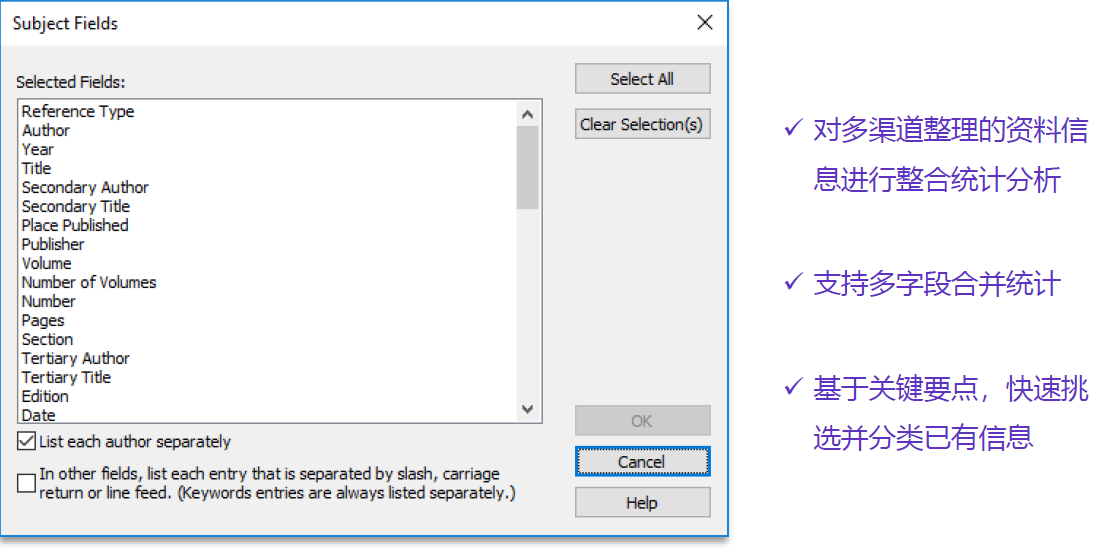 Subject Fields
Selected Fields:
Reference Type
Author
Year
Title
Secondary Author
Secondary Title
Place Published
Publisher
Volume
Number of Volumes
Number
Pages
Section
Tertiary Author
Tertiary Title
Edition
Date
List each author separately
In other fields, list each entry that is separated by slash, carriage
return or line feed. (Keywords entries are always listed separately.)
Select All
Clear Selection(s)
OK
Cancel
Help
✓ 对多渠道整理的资料信
息进行整合统计分析
✓ 支持多字段合并统计
✓ 基于关键要点，快速挑
选并分类已有信息